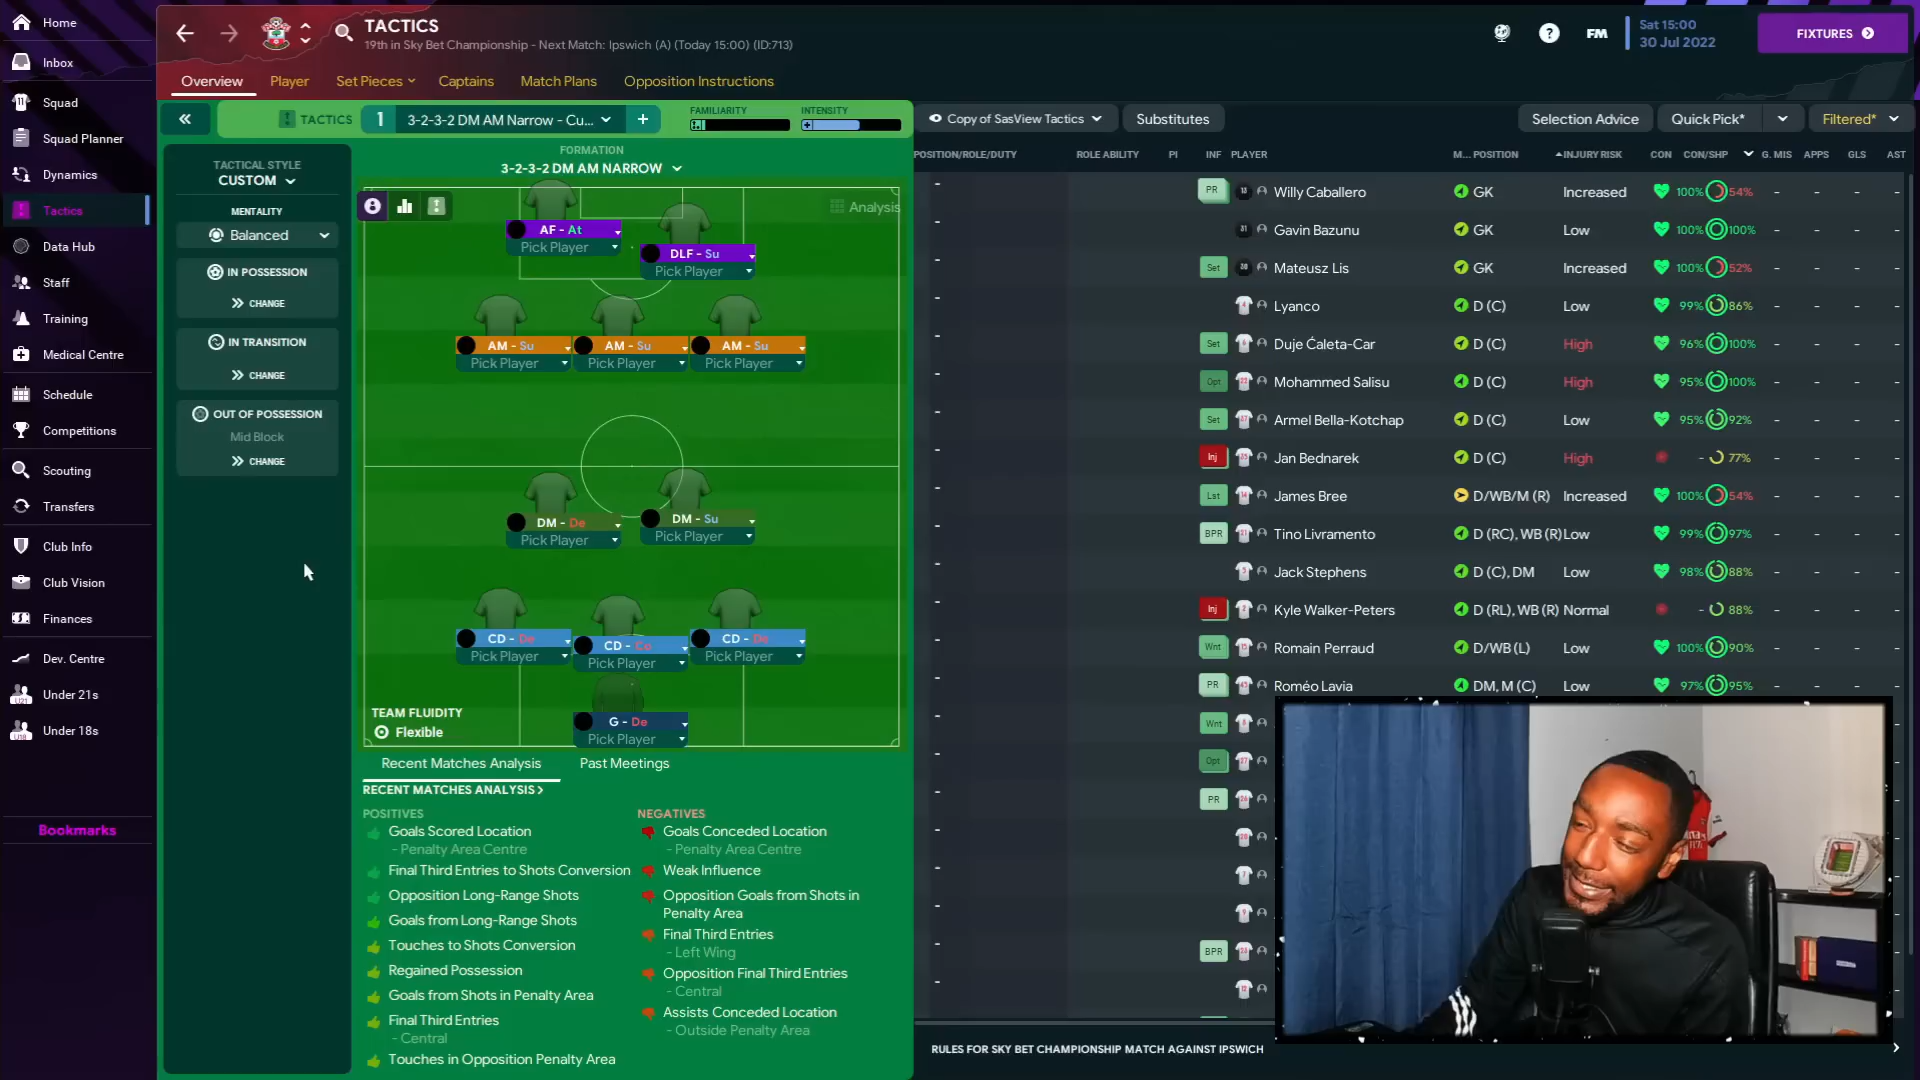 Home
Inbox
Squad
Squad Planner
Dynamics
Tactics
Data Hub
Staff
Training
Medical Centre
Schedule
Competitions
Scouting
Transfers
Club Info
Club Vision
Finances
Dev. Centre
Under 21s
Under 18s
Bookmarks
TACTICS
19th in Sky Bet Championship - Next Match: Ipswich (A) (Today 15:00) (ID:713)
FM
Sat 15:00
30 Jul 2022
FIXTURES
Overview Player Set Pieces Captains Match Plans Opposition Instructions
TACTICS 1 3-2-3-2 DM AM Narrow - Cu... +
FAMILIARITY INTENSITY
TACTICAL STYLE
CUSTOM
MENTALITY
Balanced
IN POSSESSION
CHANGE
IN TRANSITION
CHANGE
OUT OF POSSESSION
Mid Block
CHANGE
FORMATION
3-2-3-2 DM AM NARROW
Analysis
AF - At
Pick Player
DLF - Su
Pick Player
AM - Su AM - Su AM - Su
Pick Player Pick Player Pick Player
DM - De DM - Su
Pick Player Pick Player
CD - De CD - Co CD - De
Pick Player Pick Player Pick Player
G - De
Pick Player
TEAM FLUIDITY
Flexible
Recent Matches Analysis Past Meetings
RECENT MATCHES ANALYSIS >
POSITIVES
Goals Scored Location
- Penalty Area Centre
Final Third Entries to Shots Conversion
Opposition Long-Range Shots
Goals from Long-Range Shots
Touches to Shots Conversion
Regained Possession
Goals from Shots in Penalty Area
Final Third Entries
- Central
Touches in Opposition Penalty Area
NEGATIVES
Goals Conceded Location
- Penalty Area Centre
Weak Influence
Opposition Goals from Shots in
Penalty Area
Final Third Entries
- Left Wing
Opposition Final Third Entries
- Central
Assists Conceded Location
- Outside Penalty Area
Copy of SasView Tactics Substitutes Selection Advice Quick Pick* Filtered*
POSITION/ROLE/DUTY ROLE ABILITY PI INF PLAYER M... POSITION INJURY RISK CON CON/SHP G. MIS APPS GLS AST
- PR Willy Caballero GK Increased 100% 54% - - - -
- Gavin Bazunu GK Low 100% 100% - - - -
- Set Mateusz Lis GK Increased 100% 52% - - - -
- Lyanco D (C) Low 99% 86% - - - -
- Set Duje Ćaleta-Car D (C) High 96% 100% - - - -
- Opt Mohammed Salisu D (C) High 95% 100% - - - -
- Set Armel Bella-Kotchap D (C) Low 95% 92% - - - -
- Inj Jan Bednarek D (C) High - 77% - - - -
- Lst James Bree D/WB/M (R) Increased 100% 54% - - - -
- BPR Tino Livramento D (RC), WB (R) Low 99% 97% - - - -
- Jack Stephens D (C), DM Low 98% 88% - - - -
- Inj Kyle Walker-Peters D (RL), WB (R) Normal - 88% - - - -
- Wnt Romain Perraud D/WB (L) Low 100% 90% - - - -
- PR Roméo Lavia DM, M (C) Low 97% 95% - - - -
- Wnt
- Opt
- PR
-
-
-
- BPR
-
RULES FOR SKY BET CHAMPIONSHIP MATCH AGAINST IPSWICH